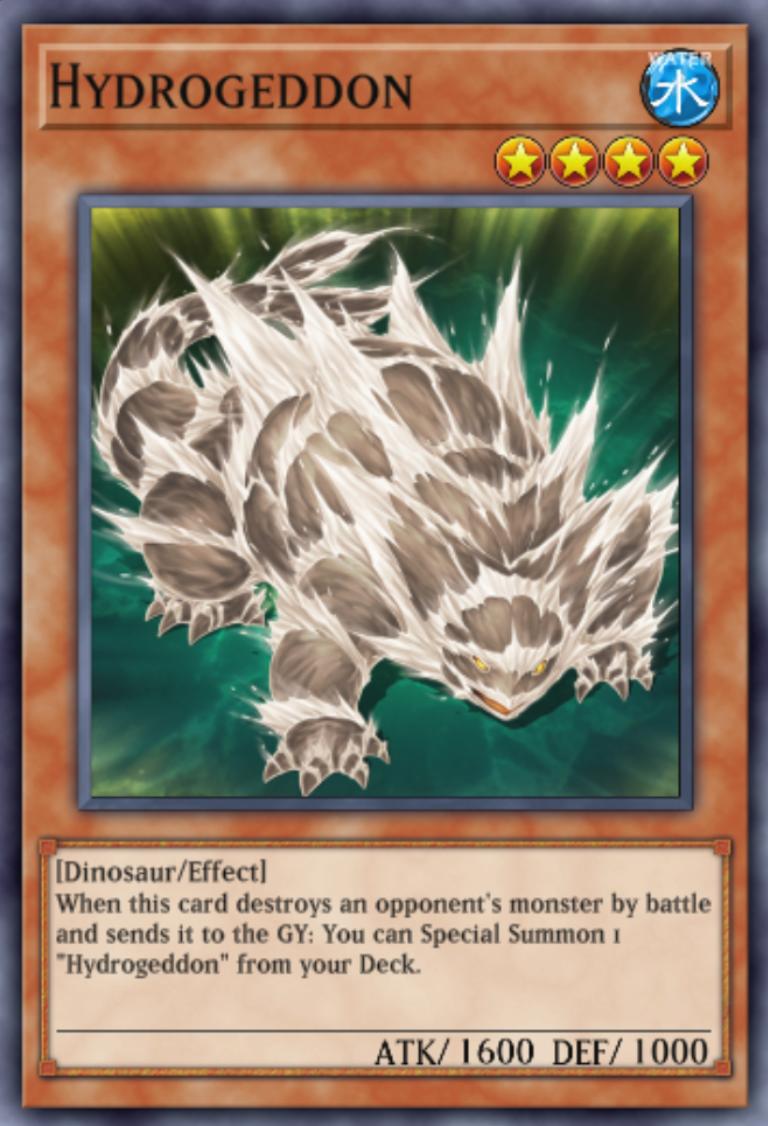 HYDROGEDDON
WATER
水
[Dinosaur/Effect]
When this card destroys an opponent's monster by battle
and sends it to the GY: You can Special Summon 1
"Hydrogeddon" from your Deck.
ATK/ 1600 DEF/ 1000